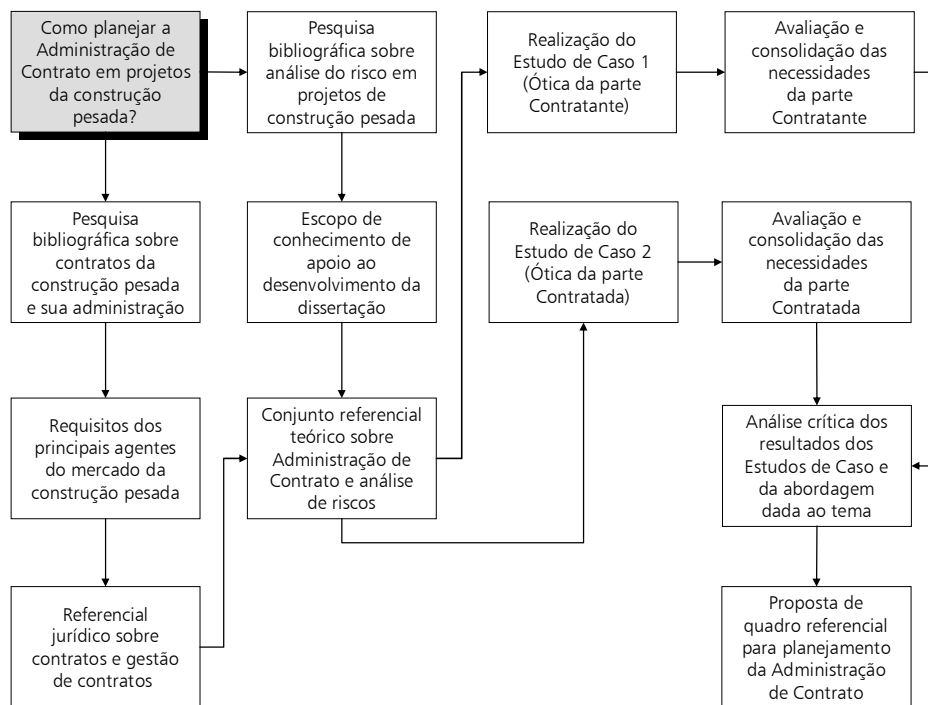 Como planejar a
Administração de
Contrato em projetos
da construção
pesada?
Pesquisa
bibliográfica sobre
análise do risco em
projetos de
construção pesada
Realização do
Estudo de Caso 1
(Ótica da parte
Contratante)
Avaliação e
consolidação das
necessidades
da parte
Contratante
Pesquisa
bibliográfica sobre
contratos da
construção pesada
e sua administração
Escopo de
conhecimento de
apoio ao
desenvolvimento da
dissertação
Realização do
Estudo de Caso 2
(Ótica da parte
Contratada)
Avaliação e
consolidação das
necessidades
da parte
Contratada
Requisitos dos
principais agentes
do mercado da
construção pesada
Conjunto referencial
teórico sobre
Administração de
Contrato e análise
de riscos
Análise crítica dos
resultados dos
Estudos de Caso e
da abordagem
dada ao tema
Referencial
jurídico sobre
contratos e gestão
de contratos
Proposta de
quadro referencial
para planejamento
da Administração
de Contrato